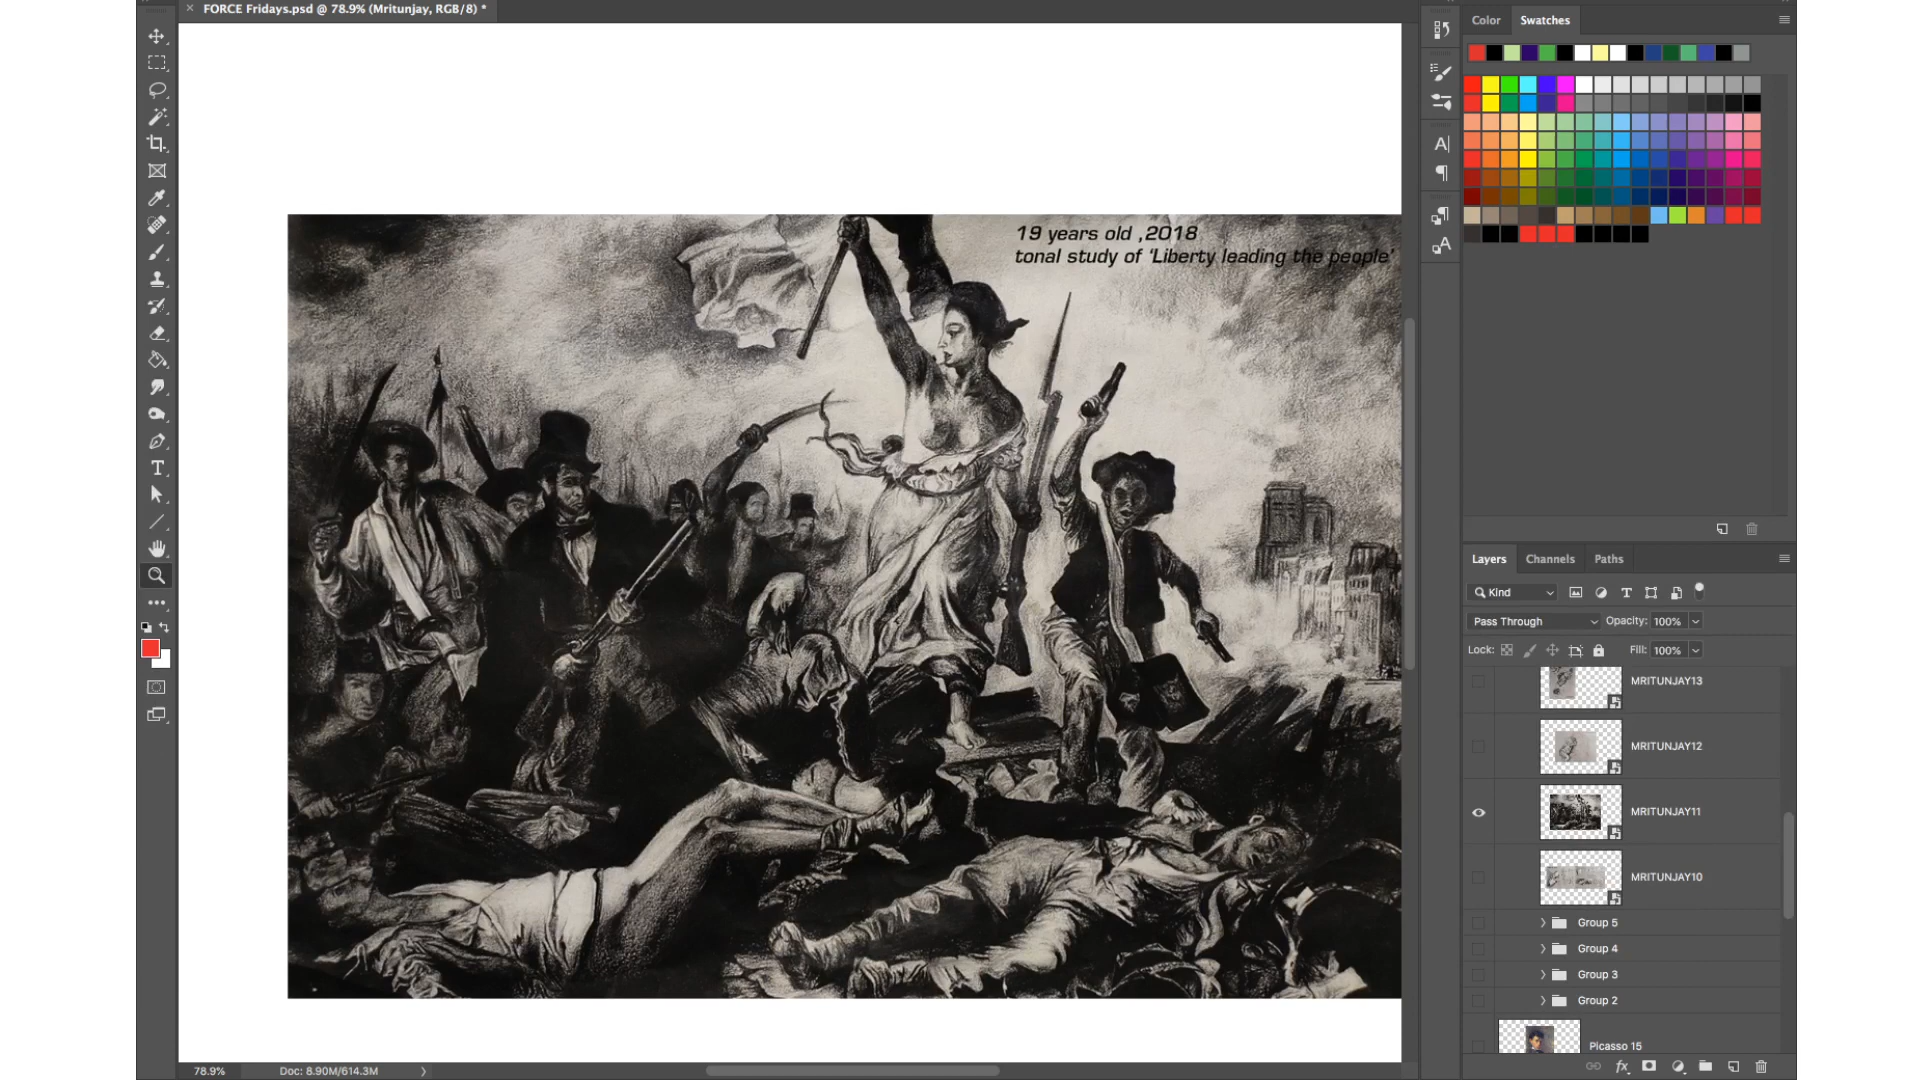 FORCE Fridays.psd @ 78.9% (Mritunjay, RGB/8) *
19 years old ,2018
tonal study of 'Liberty leading the people'
Color
Swatches
Layers
Channels
Paths
Kind
Pass Through
Opacity: 100%
Lock:
Fill: 100%
MRITUNJAY13
MRITUNJAY12
MRITUNJAY11
MRITUNJAY10
Group 5
Group 4
Group 3
Group 2
Picasso 15
78.9%
Doc: 8.90M/614.3M